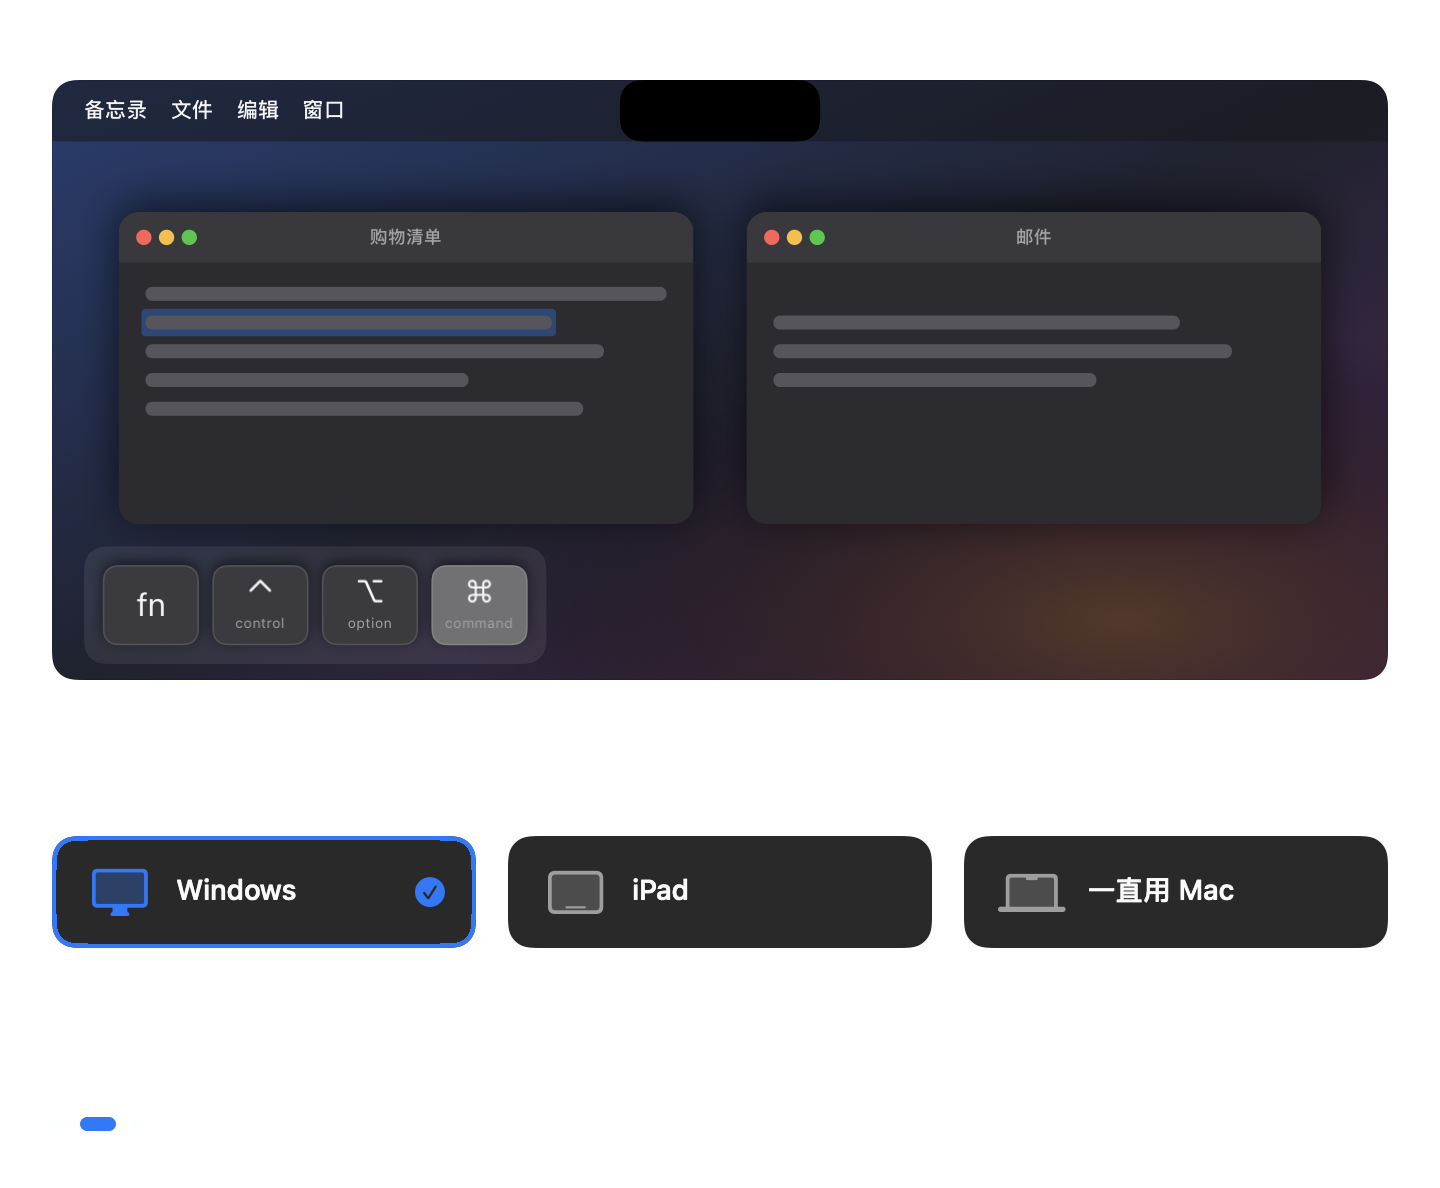 备忘录 文件 编辑 窗口
购物清单
邮件
fn
control
option
⌘
command
Windows
iPad
一直用 Mac